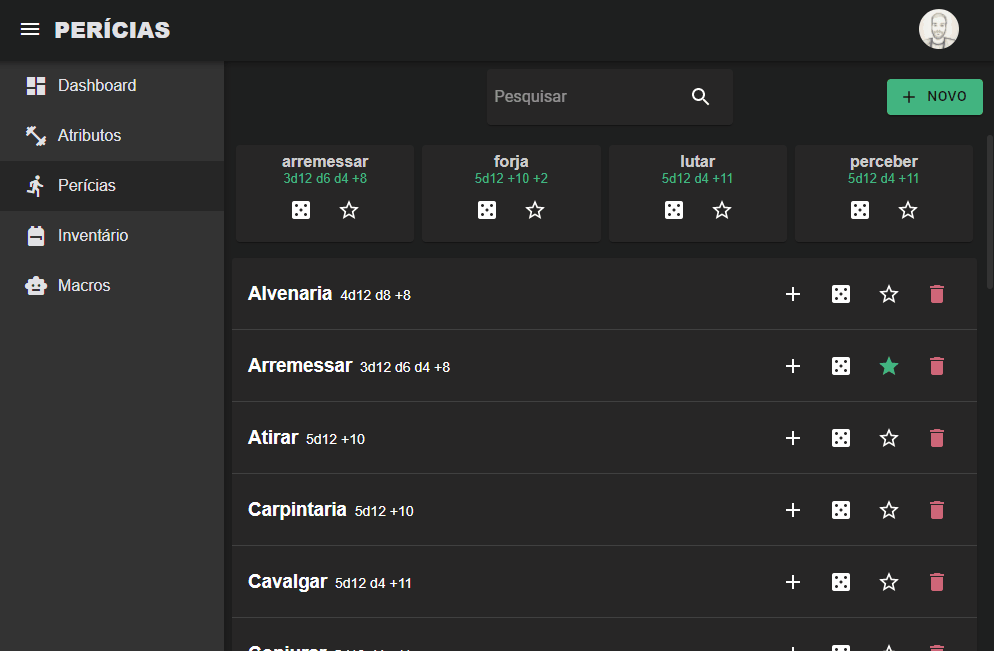 PERÍCIAS
Dashboard
Atributos
Perícias
Inventário
Macros
Pesquisar
NOVO
arremessar
3d12 d6 d4 +8
forja
5d12 +10 +2
lutar
5d12 d4 +11
perceber
5d12 d4 +11
Alvenaria 4d12 d8 +8
Arremessar 3d12 d6 d4 +8
Atirar 5d12 +10
Carpintaria 5d12 +10
Cavalgar 5d12 d4 +11